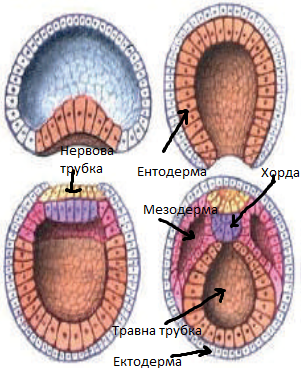 Нервова
трубка
Ентодерма
Хорда
Мезодерма
Травна трубка
Ектодерма